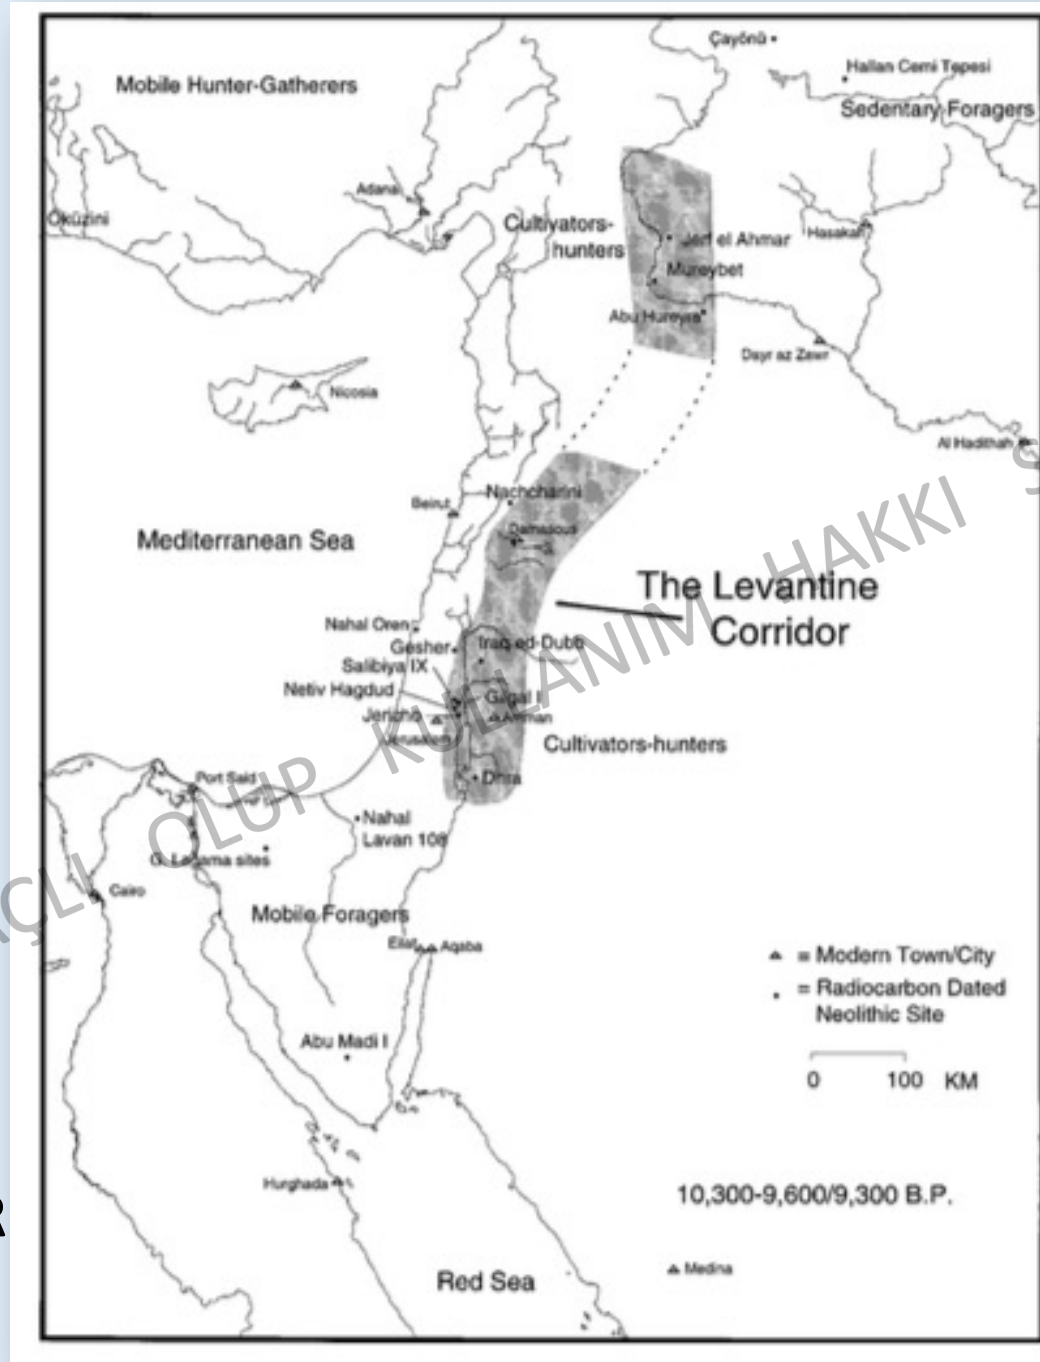 Çayönü
Hallan Cemi Tepesi
Mobile Hunter-Gatherers
Sedentary Foragers
Adana
Öküzini
Cultivators-
hunters
Hasakah
Jerf el Ahmar
Mureybet
Abu Hureyra
Dayr az Zawr
Nicosia
Al Hadithah
Nachcharini
Beirut
Damascus
Mediterranean Sea
The Levantine
Corridor
Nahal Oren
Gesher
Iraq ed-Dubb
Salibiya IX
Netiv Hagdud
Gilgal I
Jericho
Amman
Jerusalem
Cultivators-hunters
Dhra
Port Said
Nahal
Lavan 108
G. Lagama sites
Cairo
Mobile Foragers
Eilat
Aqaba
= Modern Town/City
= Radiocarbon Dated
Neolithic Site
Abu Madi I
0 100 KM
Hurghada
10,300-9,600/9,300 B.P.
Medina
Red Sea
AÇLI OLUP KULLANIM HAKKI S
R